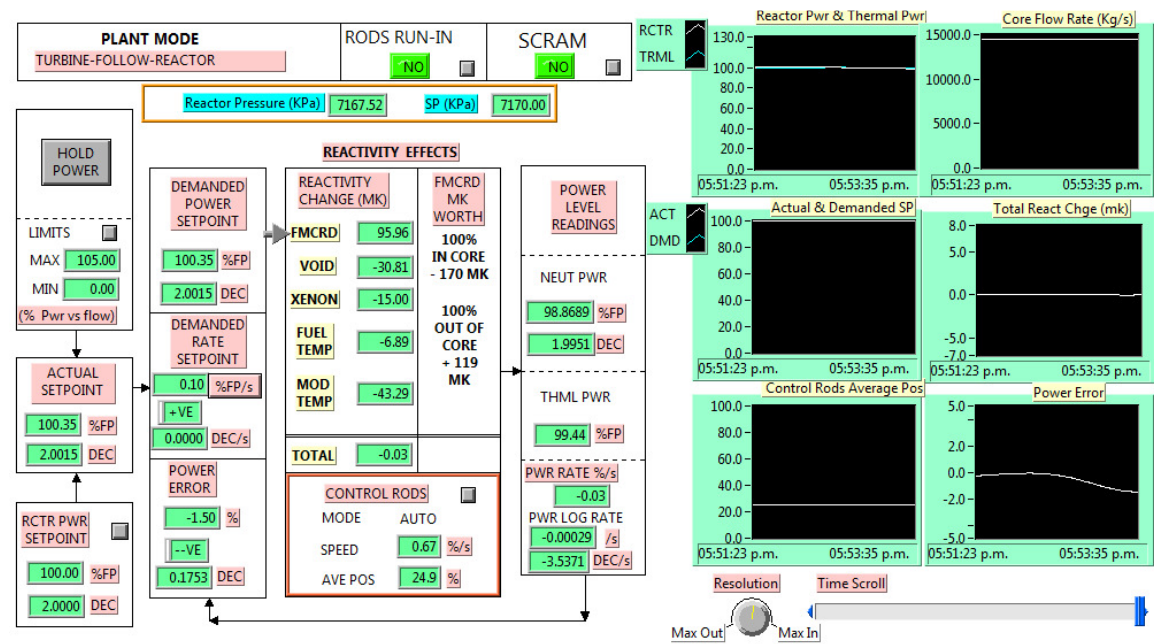 PLANT MODE
TURBINE-FOLLOW-REACTOR
RODS RUN-IN
NO
SCRAM
NO
Reactor Pressure (KPa) 7167.52 SP (KPa) 7170.00
HOLD
POWER
LIMITS
MAX 105.00
MIN 0.00
(% Pwr vs flow)
ACTUAL
SETPOINT
100.35 %FP
2.0015 DEC
RCTR PWR
SETPOINT
100.00 %FP
2.0000 DEC
DEMANDED
POWER
SETPOINT
100.35 %FP
2.0015 DEC
DEMANDED
RATE
SETPOINT
0.10 %FP/s
+VE
0.0000 DEC/s
POWER
ERROR
-1.50 %
--VE
0.1753 DEC
REACTIVITY EFFECTS
REACTIVITY
CHANGE (MK)
FMCRD 95.96
VOID -30.81
XENON -15.00
FUEL
TEMP -6.89
MOD
TEMP -43.29
TOTAL -0.03
FMCRD
MK
WORTH
100%
IN CORE
- 170 MK
100%
OUT OF
CORE
+ 119
MK
CONTROL RODS
MODE AUTO
SPEED 0.67 %/s
AVE POS 24.9 %
POWER
LEVEL
READINGS
NEUT PWR
98.8689 %FP
1.9951 DEC
THML PWR
99.44 %FP
PWR RATE %/s
-0.03
PWR LOG RATE
-0.00029 /s
-3.5371 DEC/s
RCTR
TRML
Reactor Pwr & Thermal Pwr
130.0
100.0
80.0
60.0
40.0
20.0
0.0
05:51:23 p.m. 05:53:35 p.m.
Core Flow Rate (Kg/s)
15000.0
10000.0
5000.0
0.0
05:51:23 p.m. 05:53:35 p.m.
ACT
DMD
Actual & Demanded SP
100.0
80.0
60.0
40.0
20.0
0.0
05:51:23 p.m. 05:53:35 p.m.
Total React Chge (mk)
8.0
5.0
0.0
-5.0
-7.0
05:51:23 p.m. 05:53:35 p.m.
Control Rods Average Pos
100.0
80.0
60.0
40.0
20.0
0.0
05:51:23 p.m. 05:53:35 p.m.
Power Error
5.0
2.0
0.0
-2.0
-5.0
05:51:23 p.m. 05:53:35 p.m.
Resolution
Max Out Max In
Time Scroll